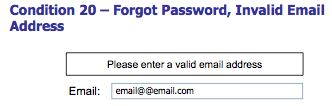 Condition 20 – Forgot Password, Invalid Email
Address
Please enter a valid email address
Email: email@@email.com